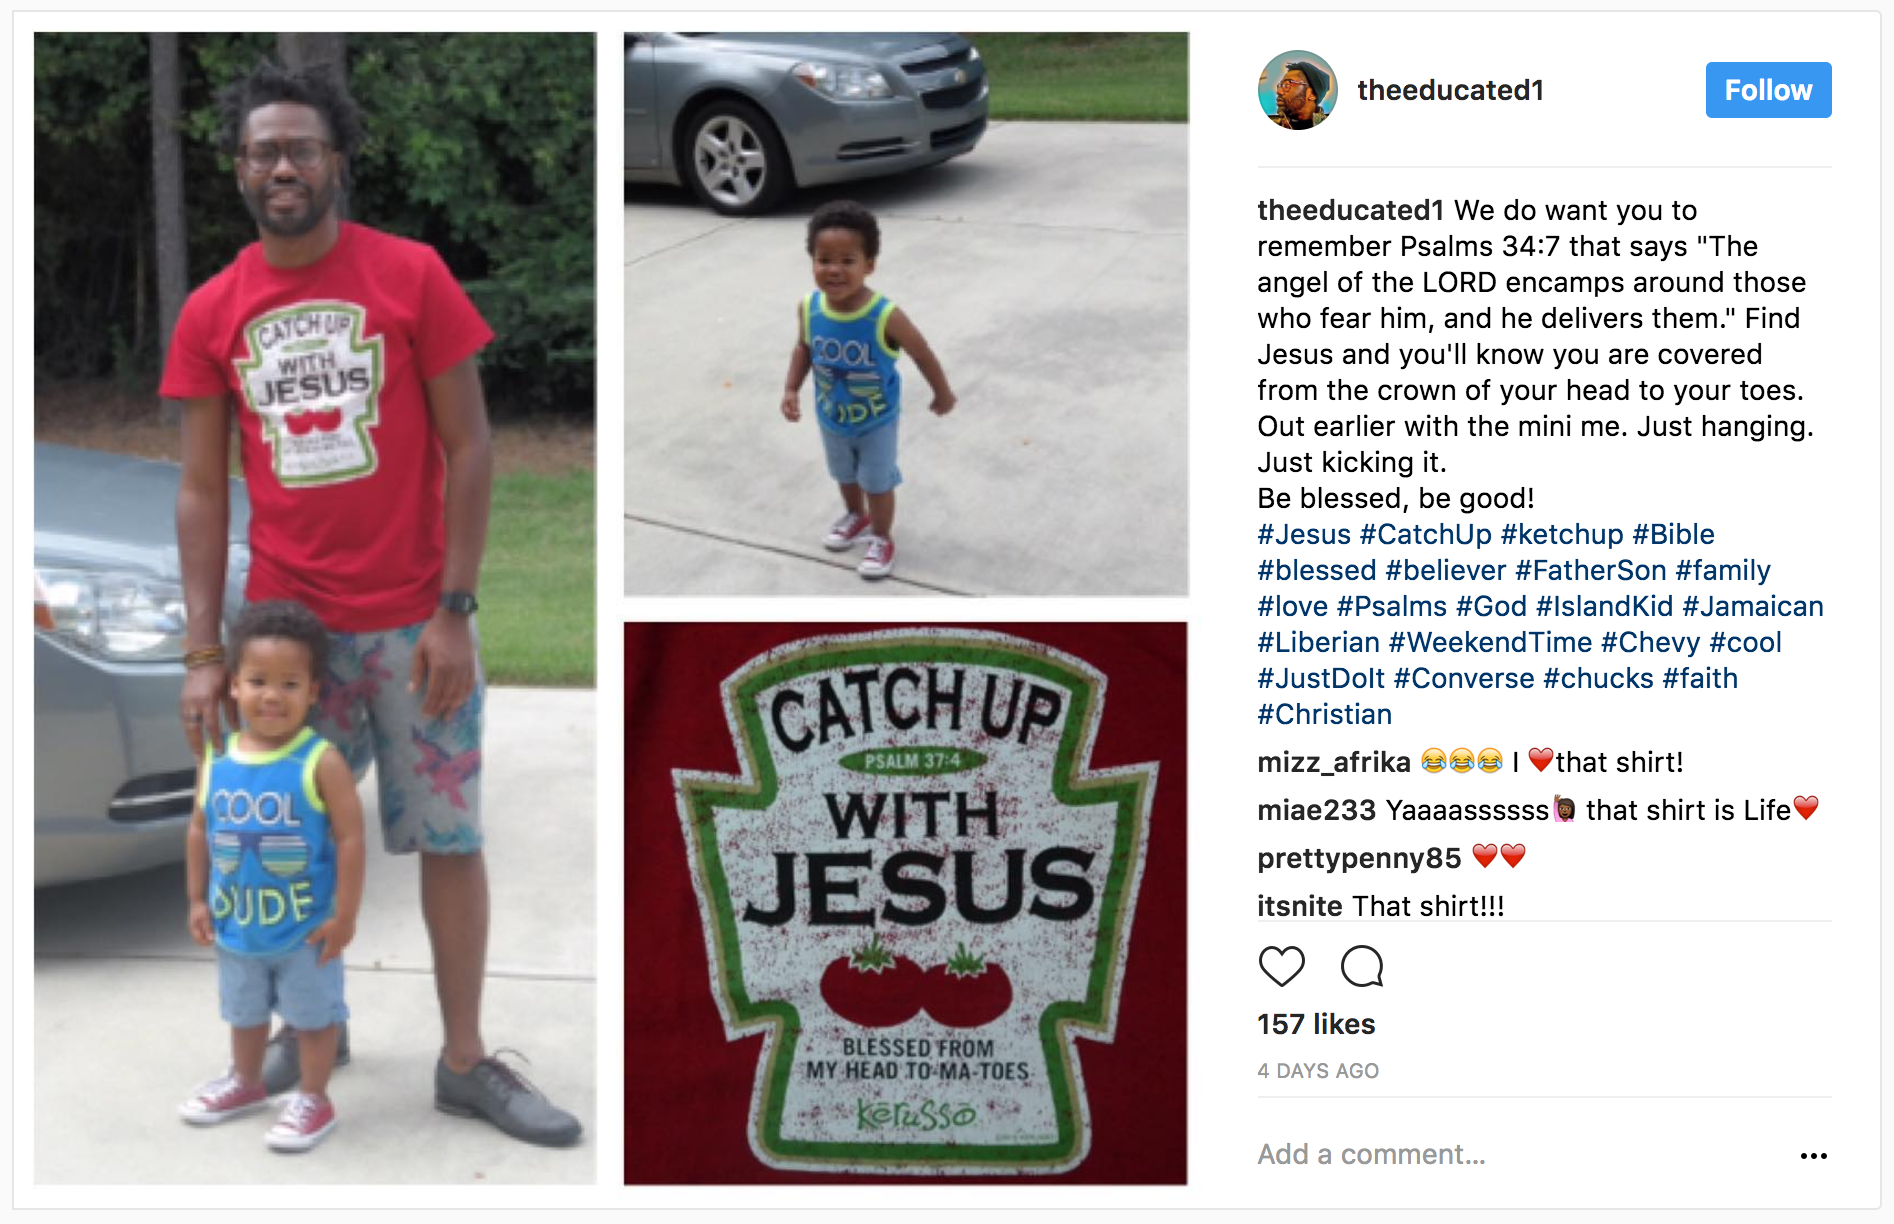 CATCH UP
WITH
JESUS
COOL
DUDE
COOL
DUDE
CATCH UP
PSALM 37:4
WITH
JESUS
BLESSED FROM
MY HEAD TO-MA-TOES
kerusso
theeducated1
Follow
theeducated1 We do want you to
remember Psalms 34:7 that says "The
angel of the LORD encamps around those
who fear him, and he delivers them." Find
Jesus and you'll know you are covered
from the crown of your head to your toes.
Out earlier with the mini me. Just hanging.
Just kicking it.
Be blessed, be good!
#Jesus #CatchUp #ketchup #Bible
#blessed #believer #FatherSon #family
#love #Psalms #God #IslandKid #Jamaican
#Liberian #WeekendTime #Chevy #cool
#JustDoIt #Converse #chucks #faith
#Christian
mizz_afrika 😂😂😂 I ❤️that shirt!
miae233 Yaaaassssss🙋🏿 that shirt is Life❤️
prettypenny85 ❤️❤️
itsnite That shirt!!!
157 likes
4 DAYS AGO
Add a comment...